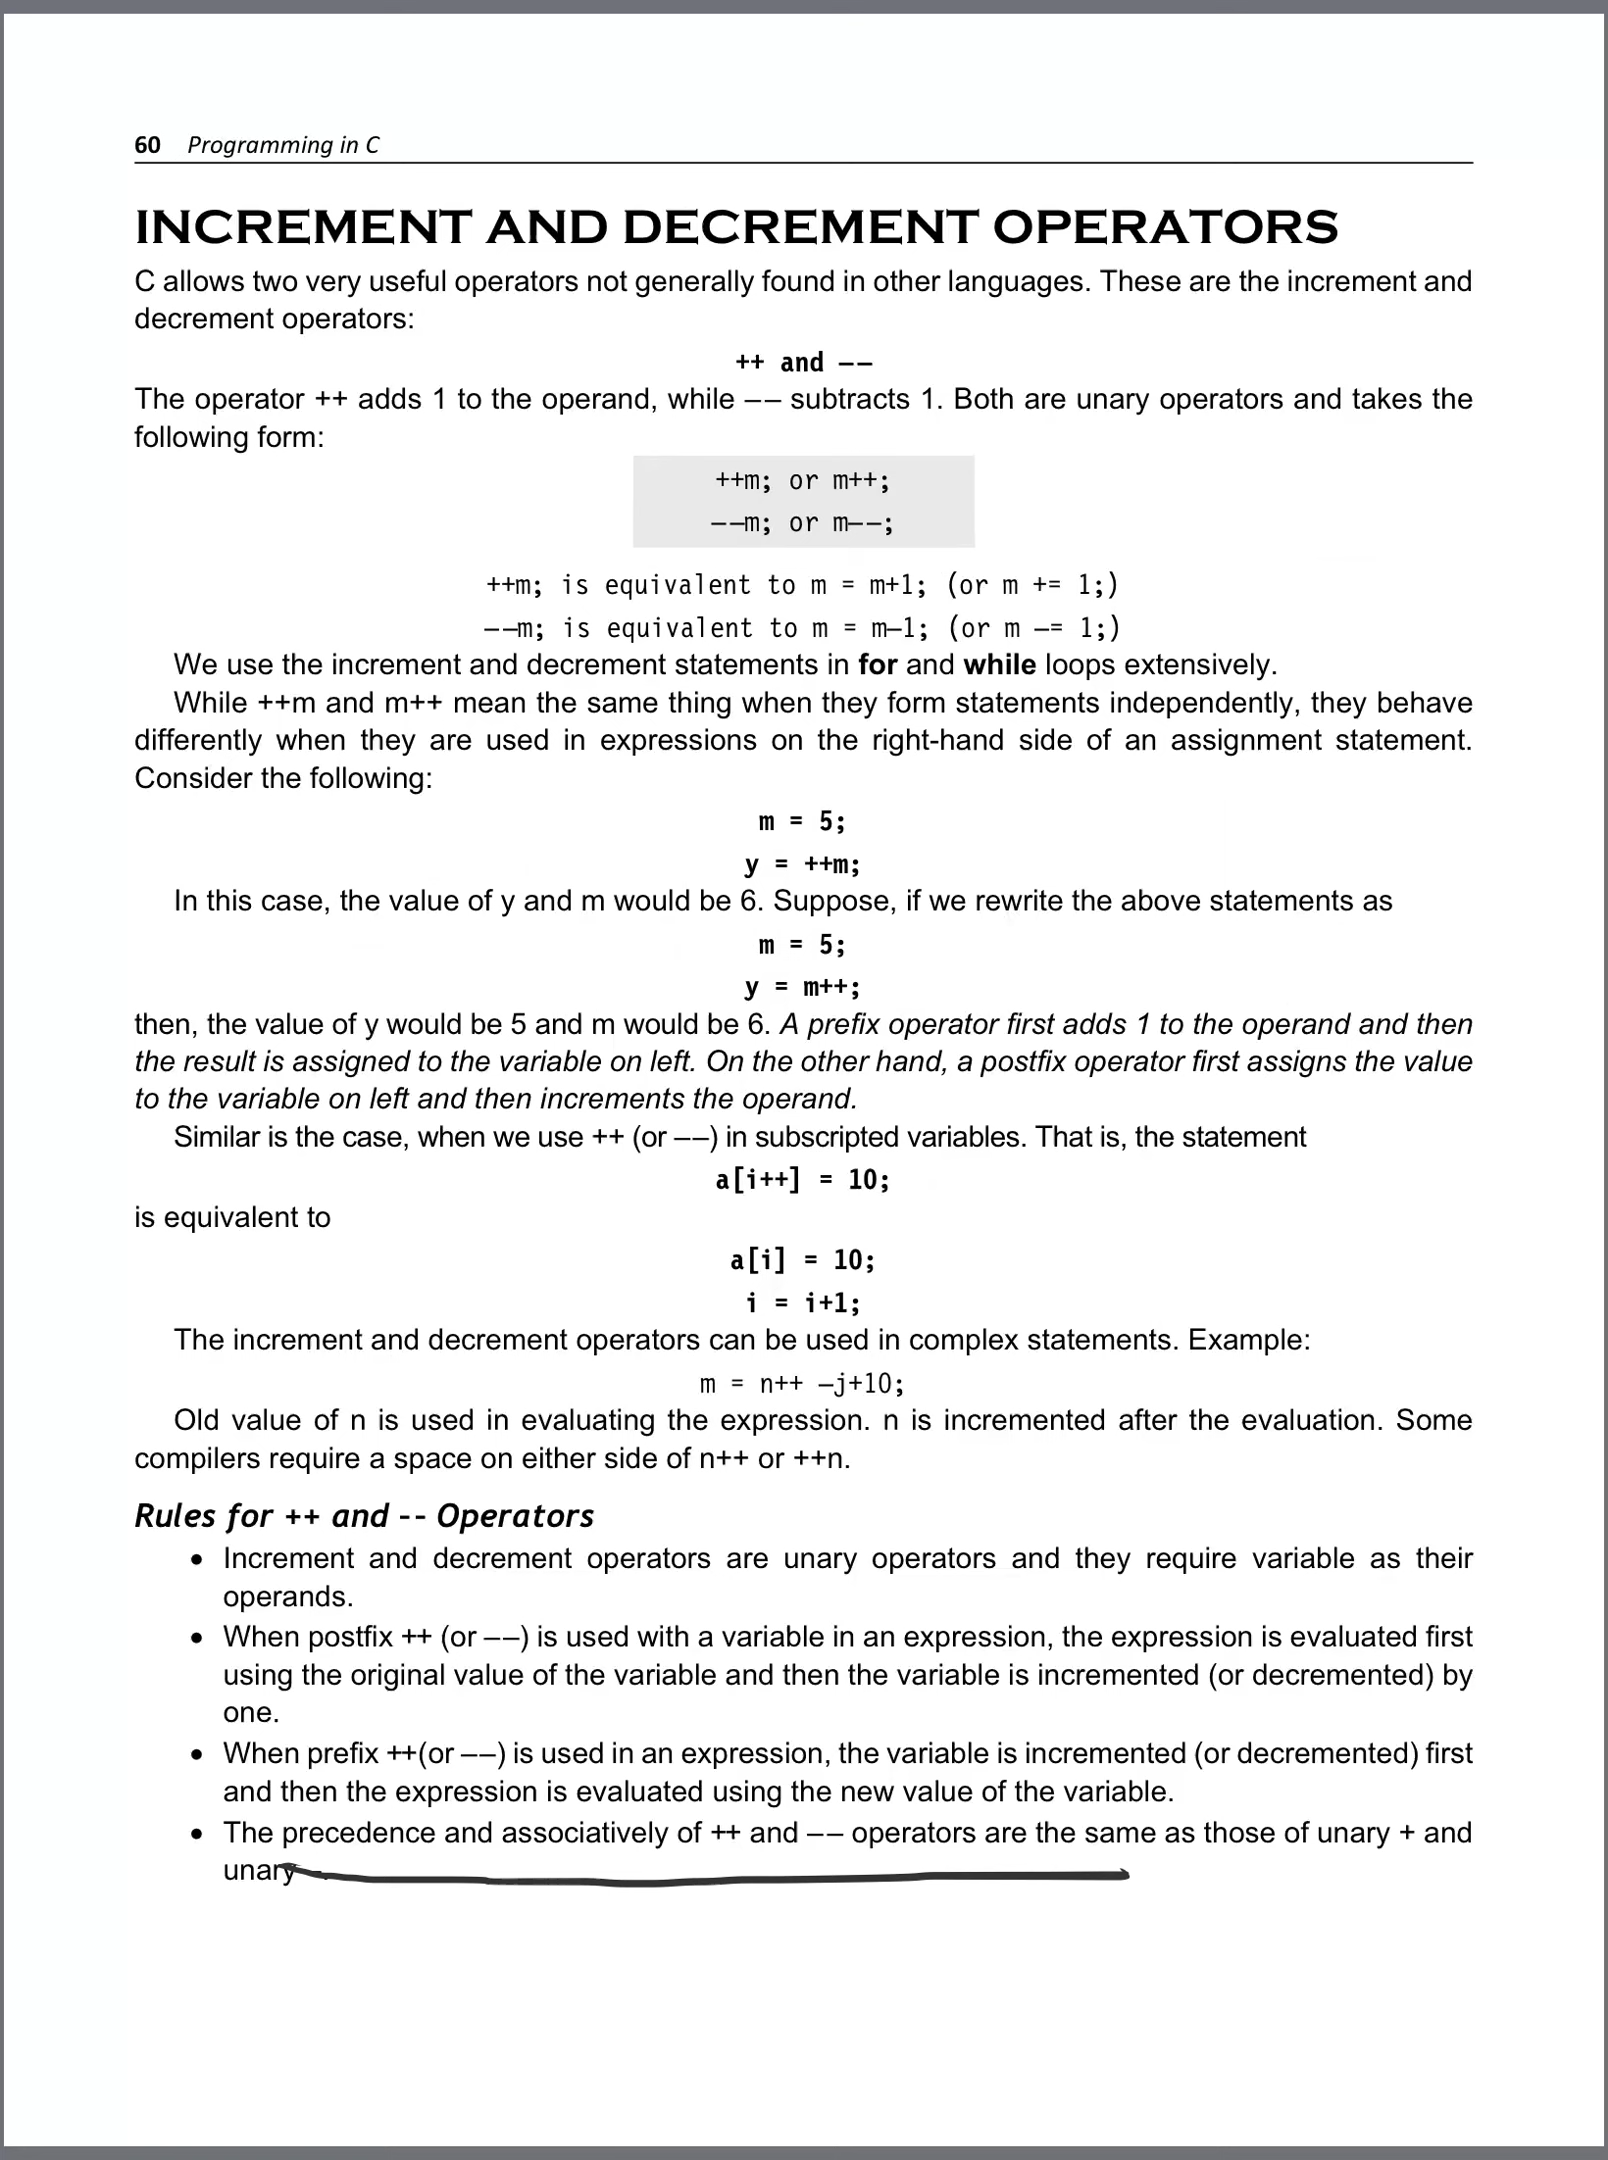 60 Programming in C
INCREMENT AND DECREMENT OPERATORS
C allows two very useful operators not generally found in other languages. These are the increment and
decrement operators:
++ and ––
The operator ++ adds 1 to the operand, while –– subtracts 1. Both are unary operators and takes the
following form:
++m; or m++;
––m; or m––;
++m; is equivalent to m = m+1; (or m += 1;)
––m; is equivalent to m = m–1; (or m –= 1;)
We use the increment and decrement statements in for and while loops extensively.
While ++m and m++ mean the same thing when they form statements independently, they behave
differently when they are used in expressions on the right-hand side of an assignment statement.
Consider the following:
m = 5;
y = ++m;
In this case, the value of y and m would be 6. Suppose, if we rewrite the above statements as
m = 5;
y = m++;
then, the value of y would be 5 and m would be 6. A prefix operator first adds 1 to the operand and then
the result is assigned to the variable on left. On the other hand, a postfix operator first assigns the value
to the variable on left and then increments the operand.
Similar is the case, when we use ++ (or ––) in subscripted variables. That is, the statement
a[i++] = 10;
is equivalent to
a[i] = 10;
i = i+1;
The increment and decrement operators can be used in complex statements. Example:
m = n++ –j+10;
Old value of n is used in evaluating the expression. n is incremented after the evaluation. Some
compilers require a space on either side of n++ or ++n.
Rules for ++ and -- Operators
• Increment and decrement operators are unary operators and they require variable as their
operands.
• When postfix ++ (or ––) is used with a variable in an expression, the expression is evaluated first
using the original value of the variable and then the variable is incremented (or decremented) by
one.
• When prefix ++(or ––) is used in an expression, the variable is incremented (or decremented) first
and then the expression is evaluated using the new value of the variable.
• The precedence and associatively of ++ and –– operators are the same as those of unary + and
unary –.